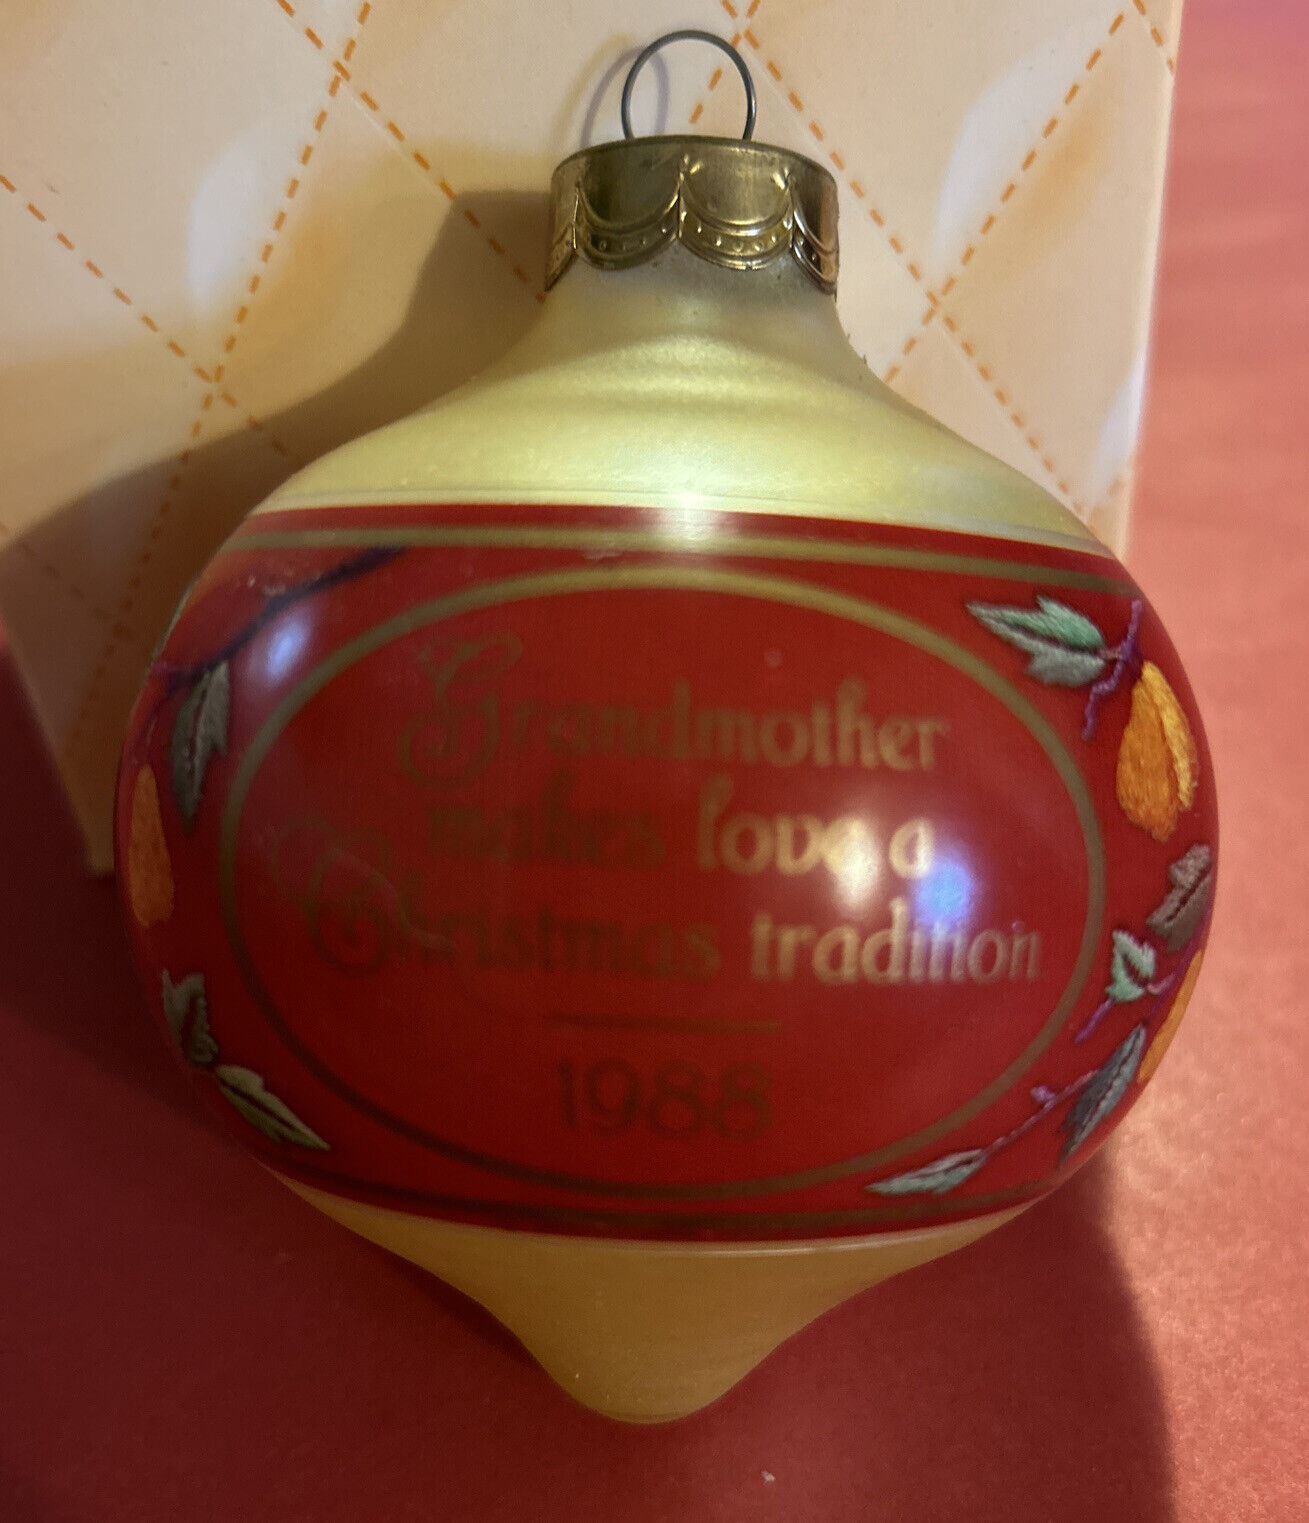 Grandmother
makes love a
Christmas tradition
1988